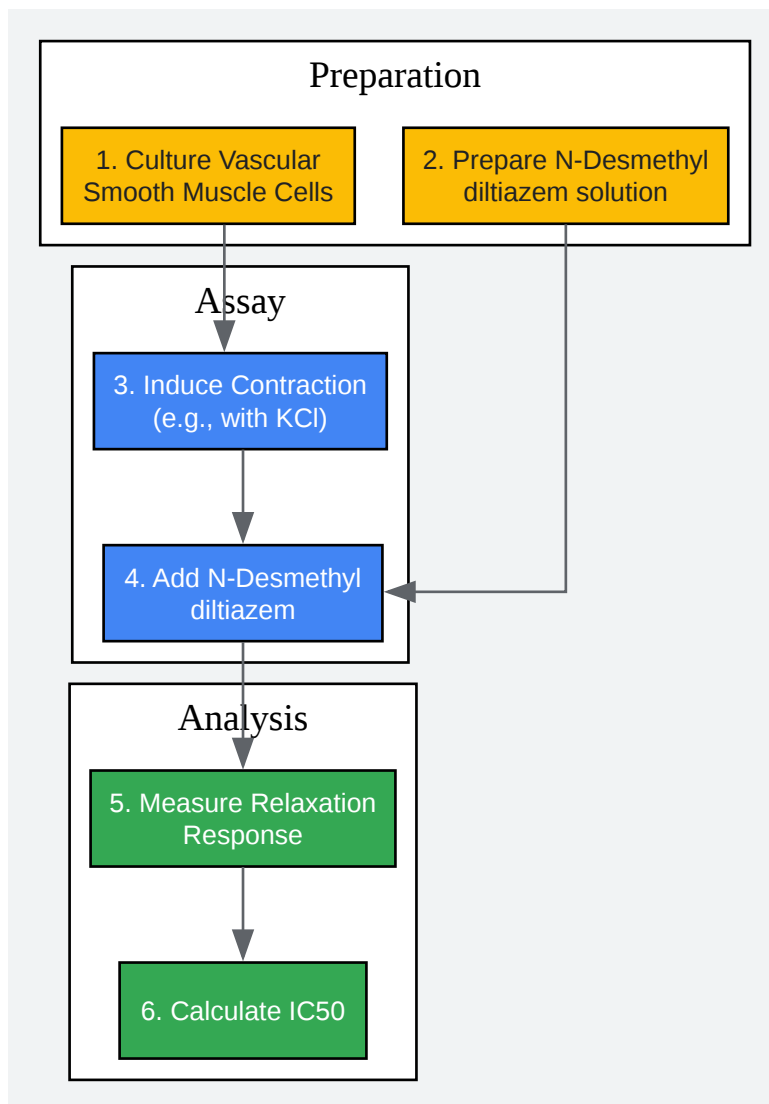 Preparation
1. Culture Vascular
Smooth Muscle Cells
2. Prepare N-Desmethyl
diltiazem solution
Assay
3. Induce Contraction
(e.g., with KCl)
4. Add N-Desmethyl
diltiazem
Analysis
5. Measure Relaxation
Response
6. Calculate IC50